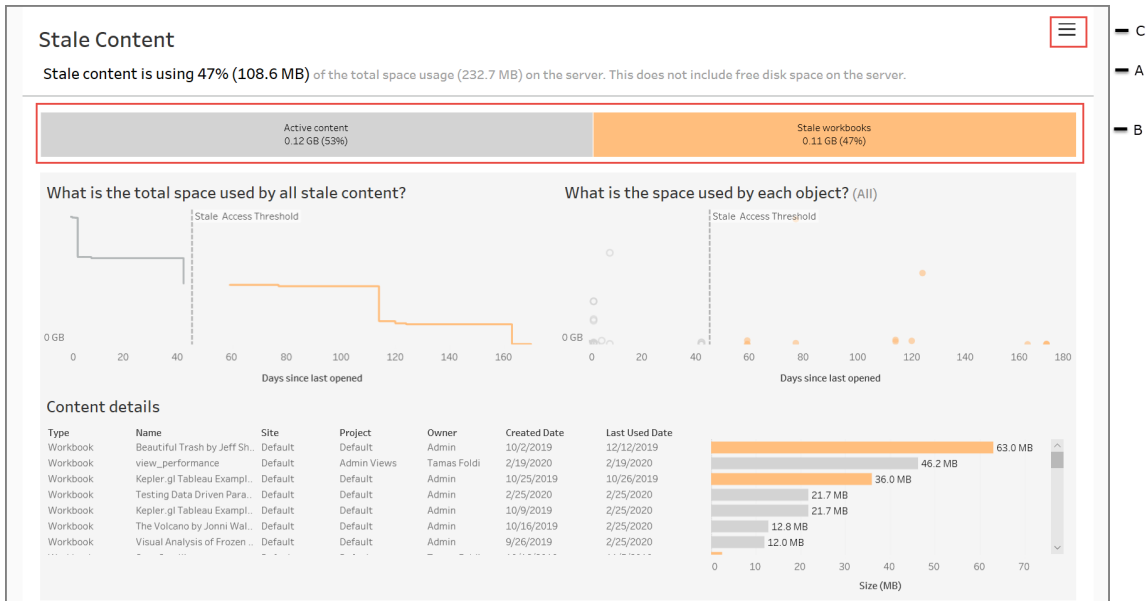 Stale Content
C
Stale content is using 47% (108.6 MB) of the total space usage (232.7 MB) on the server. This does not include free disk space on the server.
A
Active content
0.12 GB (53%)
Stale workbooks
0.11 GB (47%)
B
What is the total space used by all stale content?
Stale Access Threshold
0 GB
0 20 40 60 80 100 120 140 160
Days since last opened
What is the space used by each object? (All)
Stale Access Threshold
0 GB
0 20 40 60 80 100 120 140 160 180
Days since last opened
Content details
Type Name Site Project Owner Created Date Last Used Date
Workbook Beautiful Trash by Jeff Sh.. Default Default Admin 10/2/2019 12/12/2019 63.0 MB
Workbook view_performance Default Admin Views Tamas Foldi 2/19/2020 2/19/2020 46.2 MB
Workbook Kepler.gl Tableau Exampl.. Default Default Admin 10/25/2019 10/26/2019 36.0 MB
Workbook Testing Data Driven Para.. Default Default Admin 2/25/2020 2/25/2020 21.7 MB
Workbook Kepler.gl Tableau Exampl.. Default Default Admin 10/9/2019 2/25/2020 21.7 MB
Workbook The Volcano by Jonni Wal.. Default Default Admin 10/16/2019 2/25/2020 12.8 MB
Workbook Visual Analysis of Frozen .. Default Default Admin 9/26/2019 2/25/2020 12.0 MB
0 10 20 30 40 50 60 70
Size (MB)